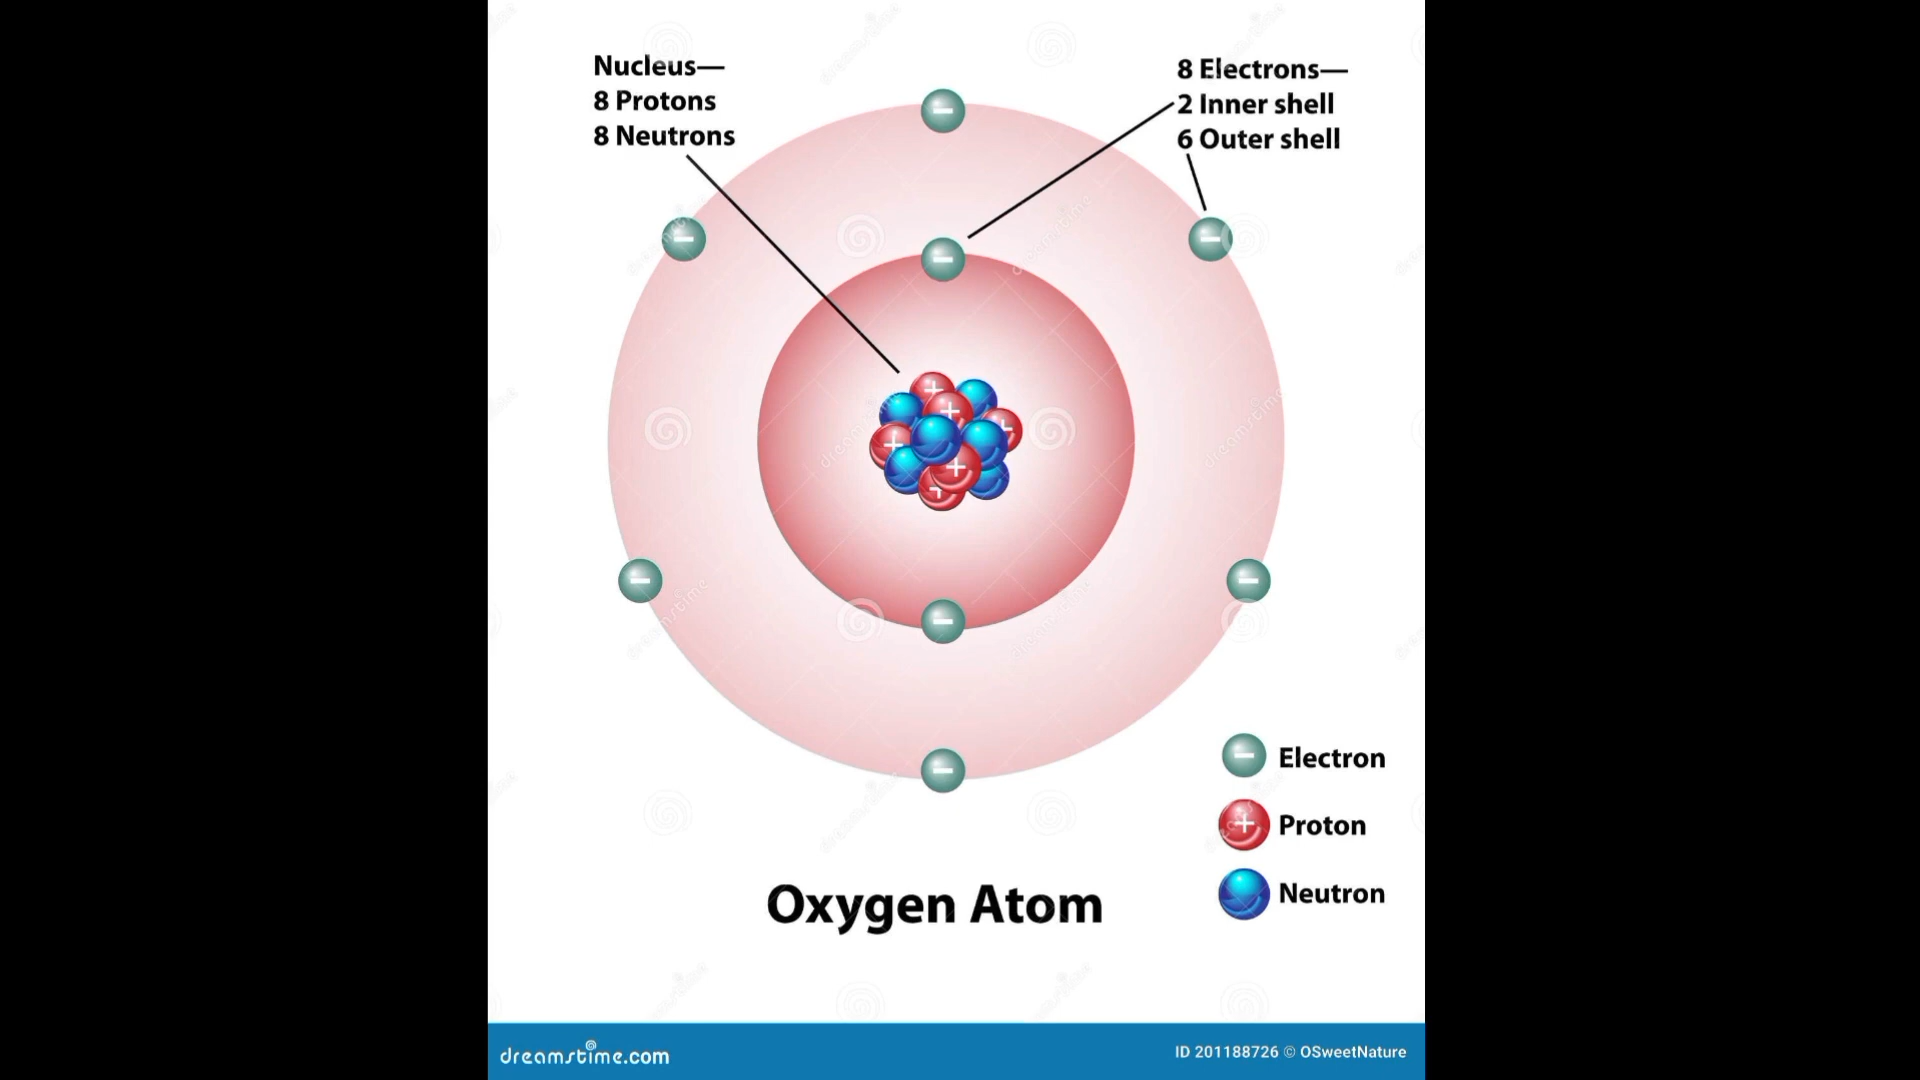 Nucleus—
8 Protons
8 Neutrons
8 Electrons—
2 Inner shell
6 Outer shell
Electron
Proton
Neutron
Oxygen Atom
dreamstime.com
ID 201188726 © OSweetNature